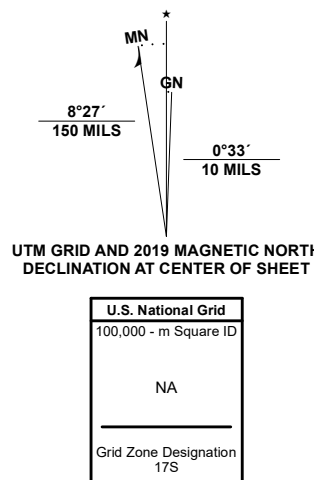 ★
MN
GN
8°27´
150 MILS
0°33´
10 MILS
UTM GRID AND 2019 MAGNETIC NORTH
DECLINATION AT CENTER OF SHEET
U.S. National Grid
100,000 - m Square ID
NA
Grid Zone Designation
17S